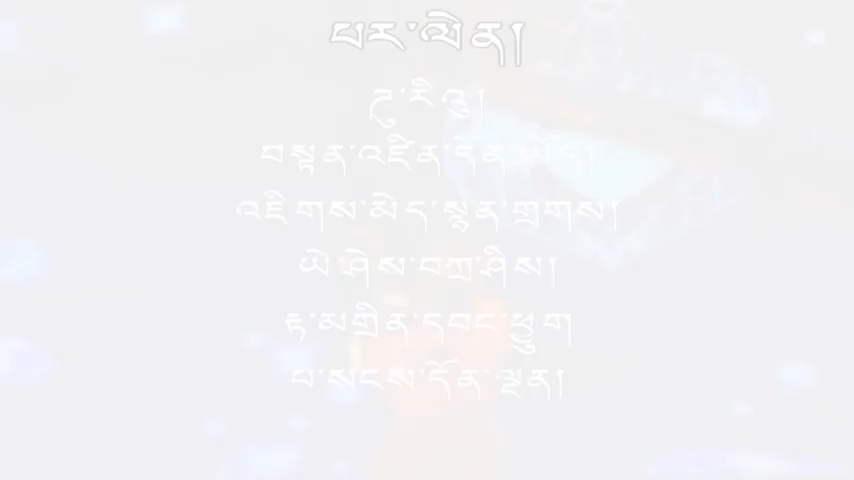 པར་ལེན།
ཏུ་རིའུ།
བསྟན་འཛིན་དོན་ཡོད།
འཇིགས་མེད་སྙན་གྲགས།
ཡེ་ཤེས་བཀྲ་ཤིས།
རྟ་མགྲིན་དབང་ཕྱུག
པ་སངས་དོན་ལྡན།